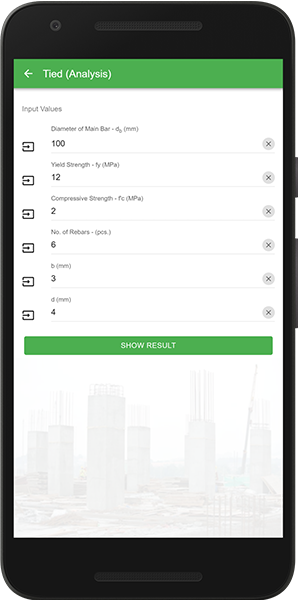 Tied (Analysis)
Input Values
Diameter of Main Bar - d₀ (mm)
100
Yield Strength - fy (MPa)
12
Compressive Strength - f'c (MPa)
2
No. of Rebars - (pcs.)
6
b (mm)
3
d (mm)
4
SHOW RESULT